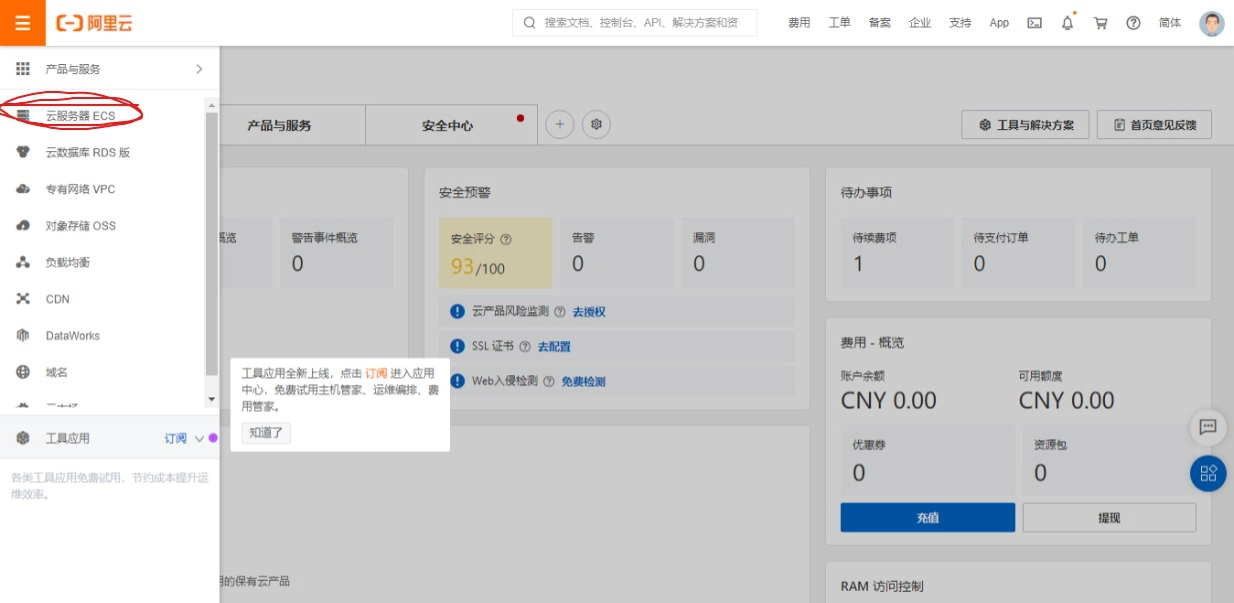 阿里云
搜索文档、控制台、API、解决方案和资
费用
工单
备案
企业
支持
App
简体
产品与服务
云服务器 ECS
云数据库 RDS 版
专有网络 VPC
对象存储 OSS
负载均衡
CDN
DataWorks
域名
工具应用
订阅
各类工具应用免费试用，节约成本提升运
维效率。
产品与服务
安全中心
工具与解决方案
首页意见反馈
概览
警告事件概览
0
工具应用全新上线，点击 订阅 进入应用
中心，免费试用主机管家、运维编排、费
用管家。
知道了
的保有云产品
安全预警
安全评分
93/100
告警
0
漏洞
0
云产品风险监测
去授权
SSL 证书
去配置
Web入侵检测
免费检测
待办事项
待续费项
1
待支付订单
0
待办工单
0
费用 - 概览
账户余额
CNY 0.00
可用额度
CNY 0.00
优惠券
0
资源包
0
充值
提现
RAM 访问控制